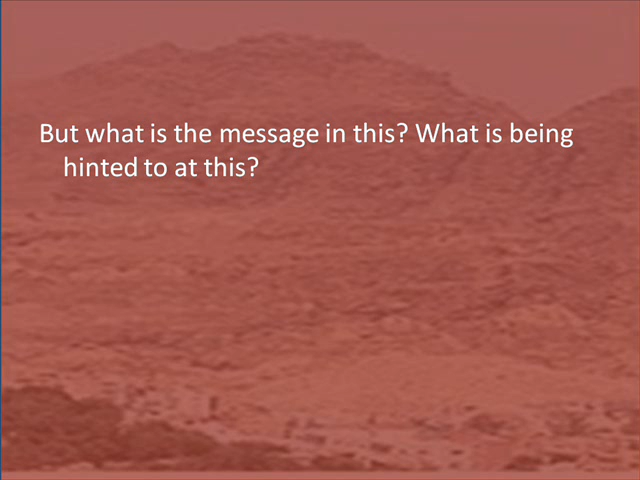 But what is the message in this? What is being
hinted to at this?